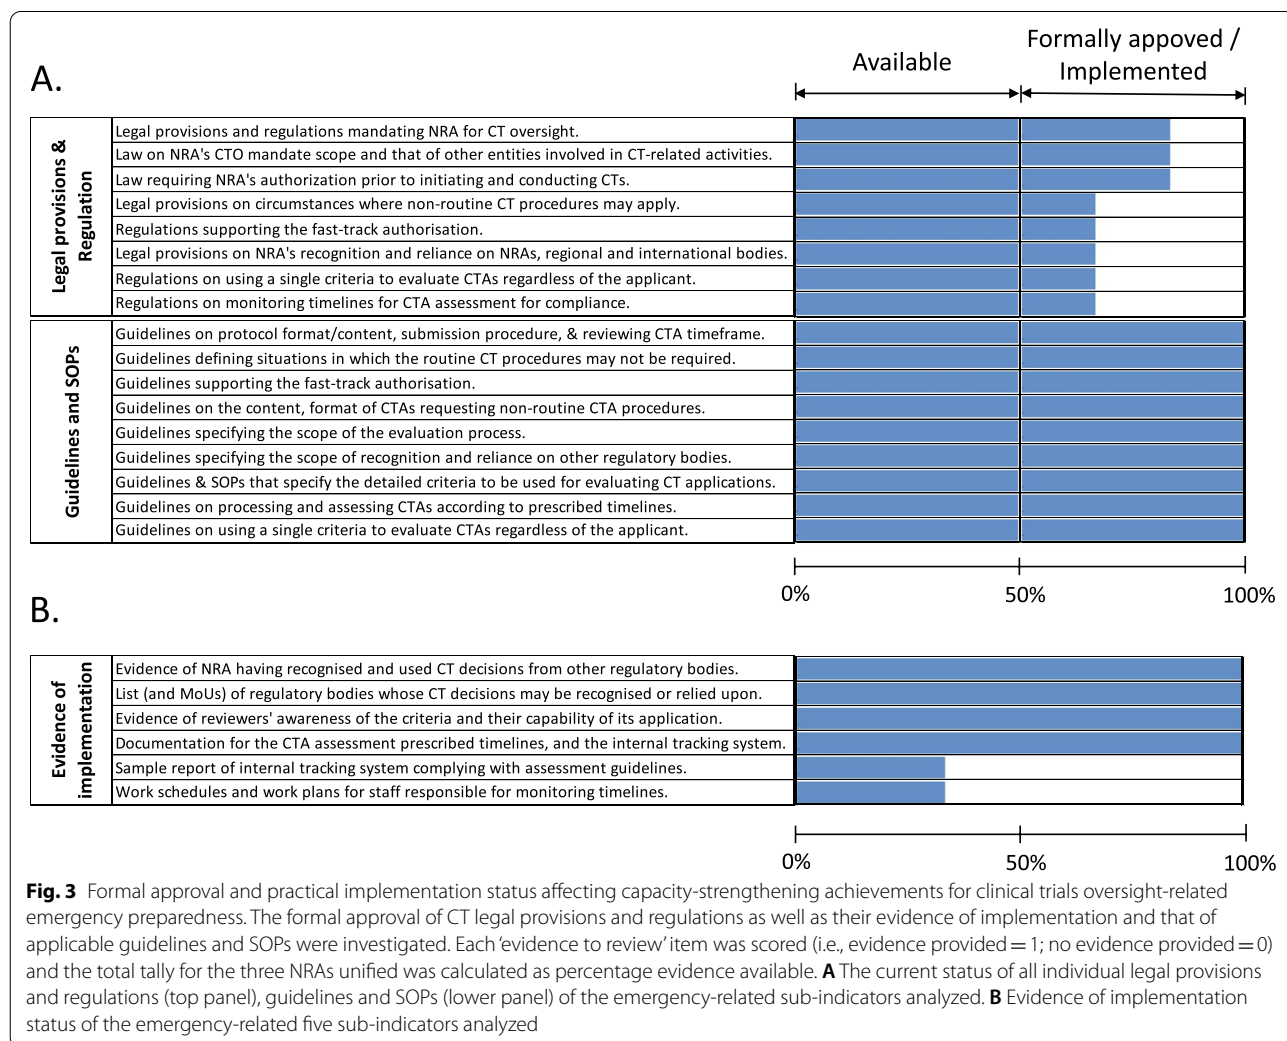 A.
Available
Formally appoved /
Implemented
Legal provisions &
Regulation
Legal provisions and regulations mandating NRA for CT oversight.
Law on NRA's CTO mandate scope and that of other entities involved in CT-related activities.
Law requiring NRA's authorization prior to initiating and conducting CTs.
Legal provisions on circumstances where non-routine CT procedures may apply.
Regulations supporting the fast-track authorisation.
Legal provisions on NRA's recognition and reliance on NRAs, regional and international bodies.
Regulations on using a single criteria to evaluate CTAs regardless of the applicant.
Regulations on monitoring timelines for CTA assessment for compliance.
Guidelines and SOPs
Guidelines on protocol format/content, submission procedure, & reviewing CTA timeframe.
Guidelines defining situations in which the routine CT procedures may not be required.
Guidelines supporting the fast-track authorisation.
Guidelines on the content, format of CTAs requesting non-routine CTA procedures.
Guidelines specifying the scope of the evaluation process.
Guidelines specifying the scope of recognition and reliance on other regulatory bodies.
Guidelines & SOPs that specify the detailed criteria to be used for evaluating CT applications.
Guidelines on processing and assessing CTAs according to prescribed timelines.
Guidelines on using a single criteria to evaluate CTAs regardless of the applicant.
0% 50% 100%
B.
Evidence of
implementation
Evidence of NRA having recognised and used CT decisions from other regulatory bodies.
List (and MoUs) of regulatory bodies whose CT decisions may be recognised or relied upon.
Evidence of reviewers' awareness of the criteria and their capability of its application.
Documentation for the CTA assessment prescribed timelines, and the internal tracking system.
Sample report of internal tracking system complying with assessment guidelines.
Work schedules and work plans for staff responsible for monitoring timelines.
0% 50% 100%
Fig. 3 Formal approval and practical implementation status affecting capacity-strengthening achievements for clinical trials oversight-related
emergency preparedness. The formal approval of CT legal provisions and regulations as well as their evidence of implementation and that of
applicable guidelines and SOPs were investigated. Each 'evidence to review' item was scored (i.e., evidence provided = 1; no evidence provided = 0)
and the total tally for the three NRAs unified was calculated as percentage evidence available. A The current status of all individual legal provisions
and regulations (top panel), guidelines and SOPs (lower panel) of the emergency-related sub-indicators analyzed. B Evidence of implementation
status of the emergency-related five sub-indicators analyzed